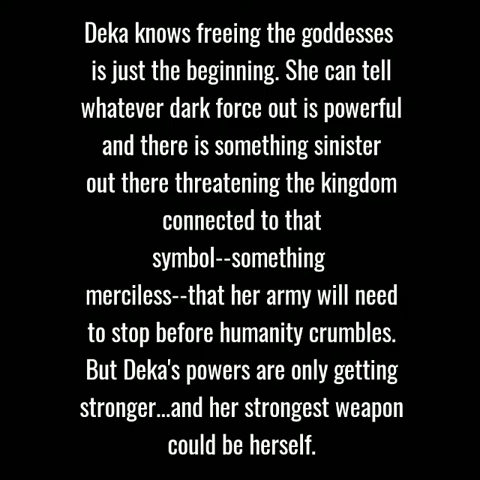 Deka knows freeing the goddesses
is just the beginning. She can tell
whatever dark force out is powerful
and there is something sinister
out there threatening the kingdom
connected to that
symbol--something
merciless--that her army will need
to stop before humanity crumbles.
But Deka's powers are only getting
stronger...and her strongest weapon
could be herself.